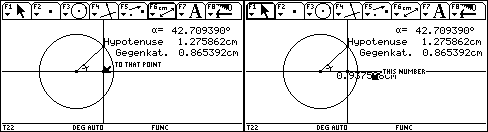 F1 F2 F3 F4 F5 F6 cm F7 A F8
α= 42.709390°
Hypotenuse 1.275862cm
Gegenkat. 0.865392cm
TO THAT POINT
T22 DEG AUTO FUNC
F1 F2 F3 F4 F5 F6 cm F7 A F8
α= 42.709390°
Hypotenuse 1.275862cm
Gegenkat. 0.865392cm
THIS NUMBER
T22 DEG AUTO FUNC